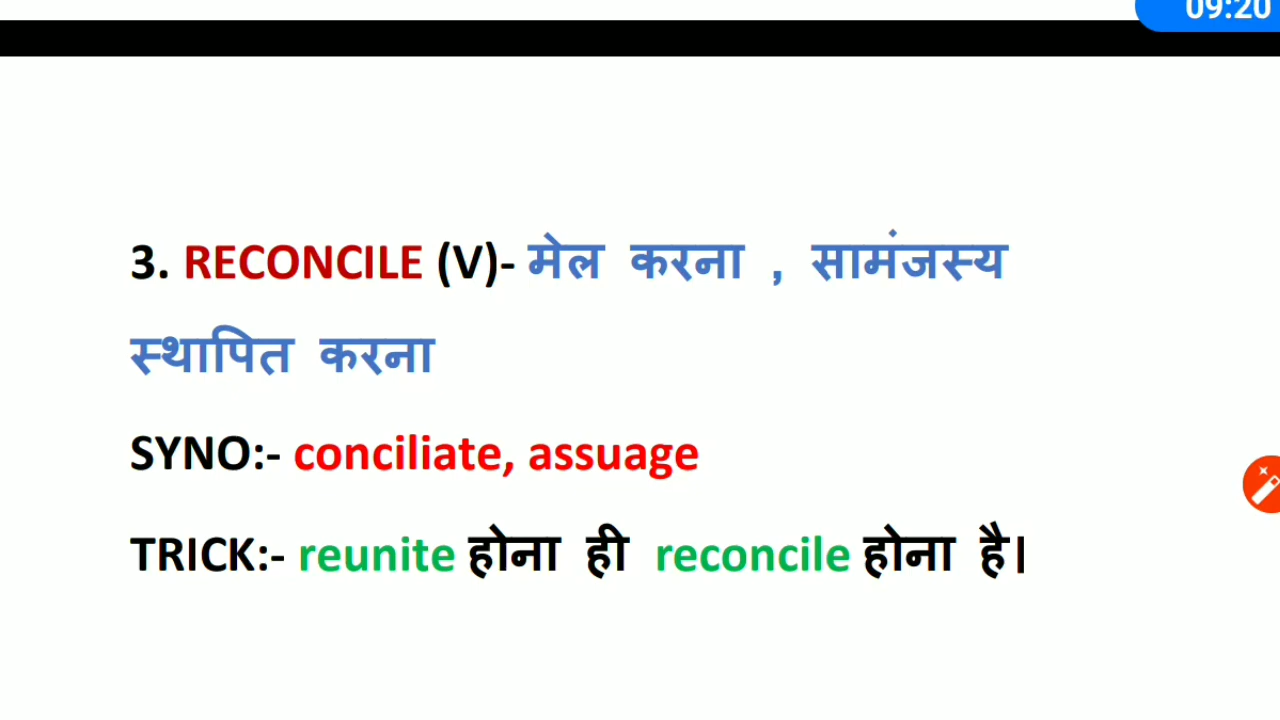 09:20
3. RECONCILE (V)- मेल करना , सामंजस्य
स्थापित करना
SYNO:- conciliate, assuage
TRICK:- reunite होना ही reconcile होना है।